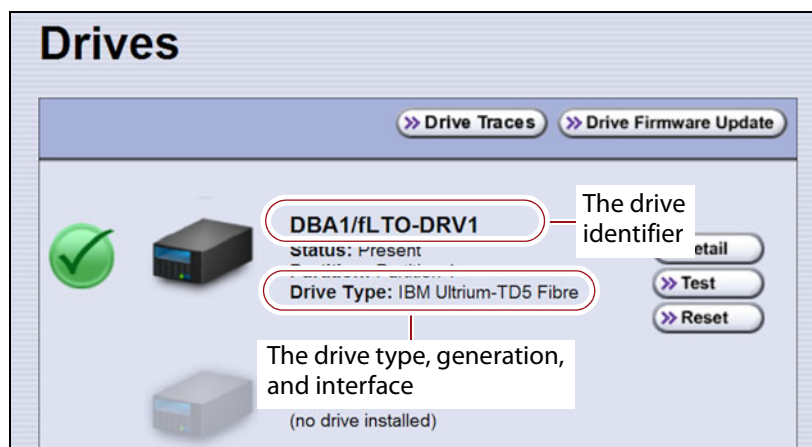 Drives
Drive Traces
Drive Firmware Update
DBA1/fLTO-DRV1
The drive
identifier
Status: Present
etail
Drive Type: IBM Ultrium-TD5 Fibre
Test
Reset
The drive type, generation,
and interface
(no drive installed)